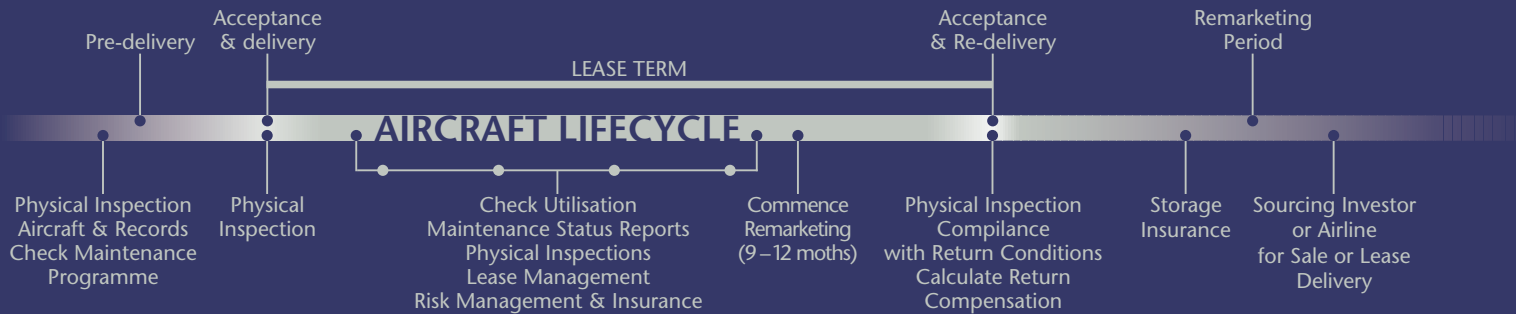 Pre-delivery
Acceptance
& delivery
LEASE TERM
Acceptance
& Re-delivery
Remarketing
Period
AIRCRAFT LIFECYCLE
Physical Inspection
Aircraft & Records
Check Maintenance
Programme
Physical
Inspection
Check Utilisation
Maintenance Status Reports
Physical Inspections
Lease Management
Risk Management & Insurance
Commence
Remarketing
(9–12 moths)
Physical Inspection
Compilance
with Return Conditions
Calculate Return
Compensation
Storage
Insurance
Sourcing Investor
or Airline
for Sale or Lease
Delivery